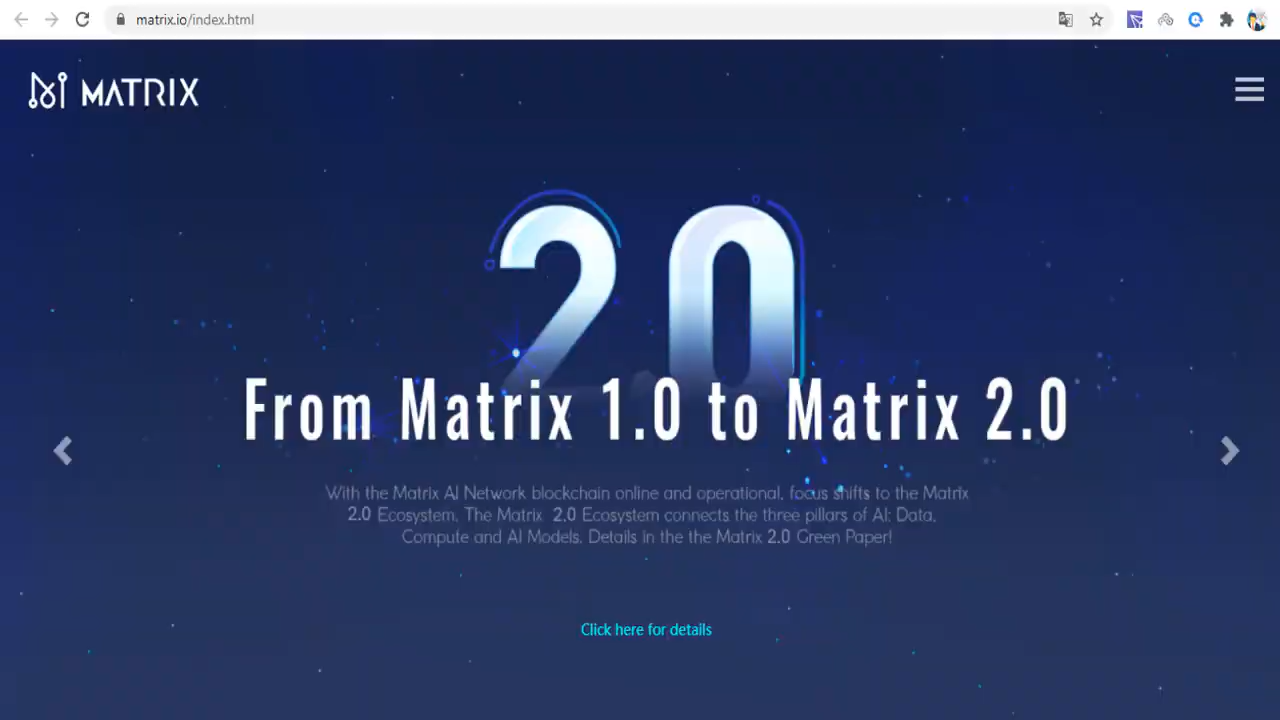 matrix.io/index.html
MATRIX
2.0
From Matrix 1.0 to Matrix 2.0
With the Matrix AI Network blockchain online and operational, focus shifts to the Matrix
2.0 Ecosystem. The Matrix 2.0 Ecosystem connects the three pillars of AI: Data,
Compute and AI Models. Details in the the Matrix 2.0 Green Paper!
Click here for details